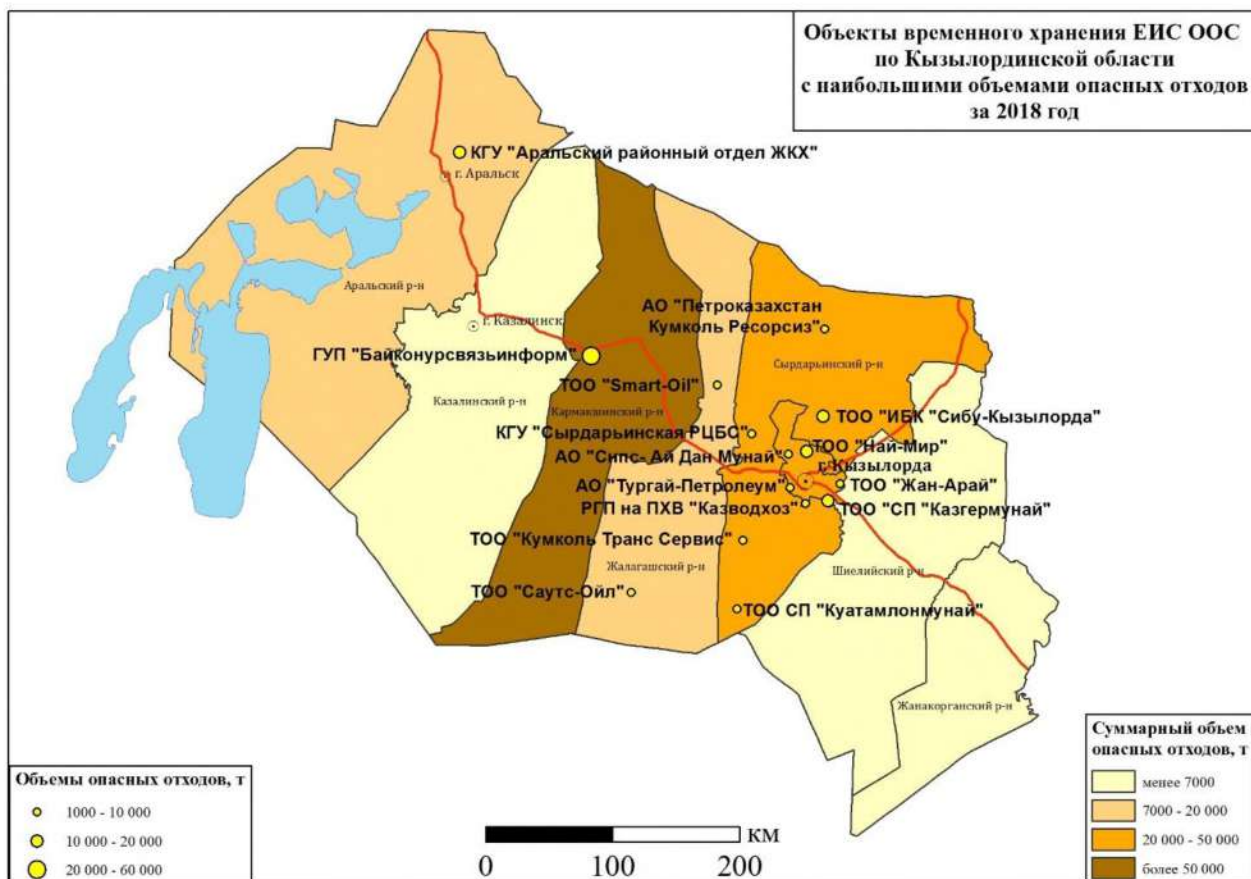 Объекты временного хранения ЕИС ООС
по Кызылординской области
с наибольшими объемами опасных отходов
за 2018 год
КГУ "Аральский районный отдел ЖКХ"
г. Аральск
Аральский р-н
АО "Петроказахстан
Кумколь Ресорсиз"
г. Казалинск
ГУП "Байконурсвязьинформ"
Сырдарьинский р-н
ТОО "Smart-Oil"
Казалинский р-н
Кармакшинский р-н
ТОО "ИБК "Сибу-Кызылорда"
КГУ "Сырдарьинская РЦБС"
ТОО "Най-Мир"
АО "Сипс- Ай Дан Мунай"
г. Кызылорда
АО "Тургай-Петролеум"
ТОО "Жан-Арай"
РГП на ПХВ "Казводхоз"
ТОО "СП "Казгермунай"
ТОО "Кумколь Транс Сервис"
Жалагашский р-н
Шиелийский р-н
ТОО "Саутс-Ойл"
ТОО СП "Куатамлонмунай"
Жанакорганский р-н
Объемы опасных отходов, т
1000 - 10 000
10 000 - 20 000
20 000 - 60 000
км
0 100 200
Суммарный объем
опасных отходов, т
менее 7000
7000 - 20 000
20 000 - 50 000
более 50 000